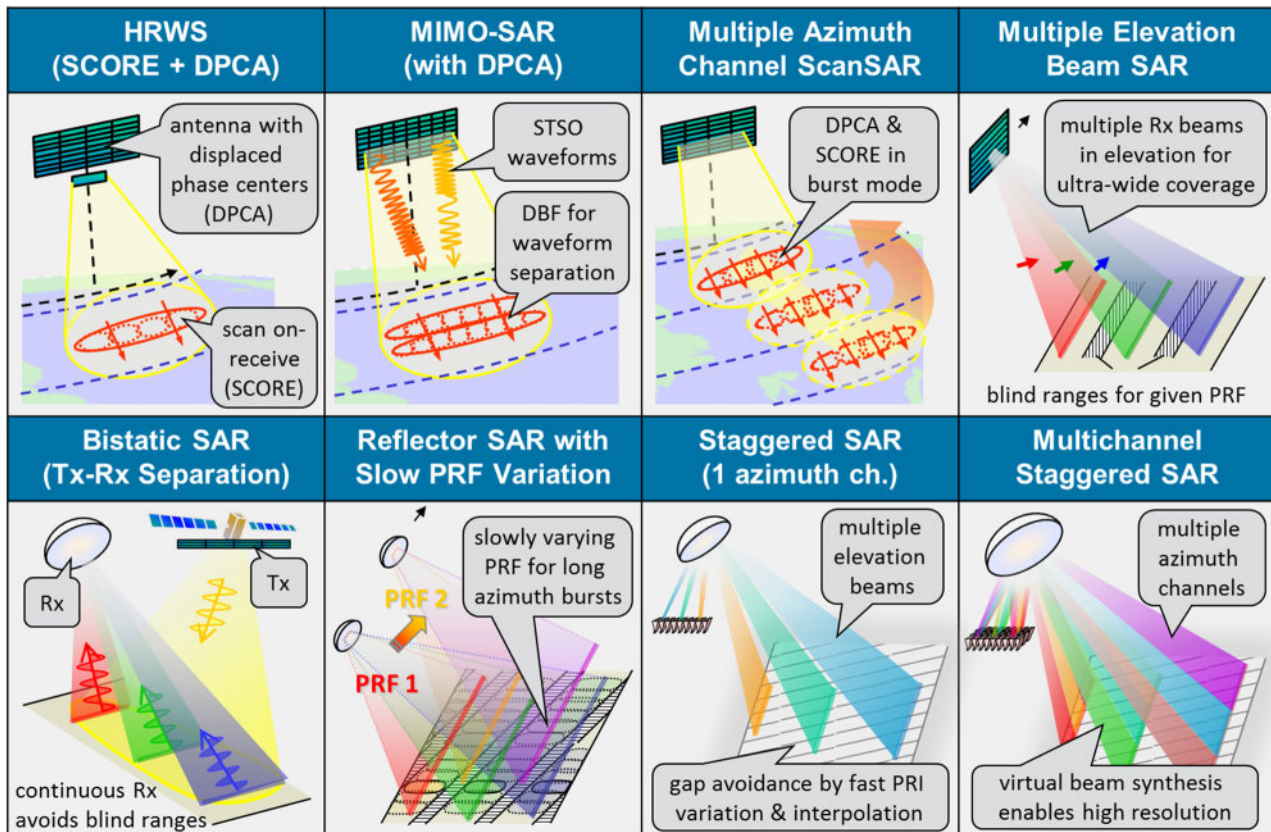 HRWS
(SCORE + DPCA)
antenna with
displaced
phase centers
(DPCA)
scan on-
receive
(SCORE)
MIMO-SAR
(with DPCA)
STSO
waveforms
DBF for
waveform
separation
Multiple Azimuth
Channel ScanSAR
DPCA &
SCORE in
burst mode
Multiple Elevation
Beam SAR
multiple Rx beams
in elevation for
ultra-wide coverage
blind ranges for given PRF
Bistatic SAR
(Tx-Rx Separation)
Rx
Tx
continuous Rx
avoids blind ranges
Reflector SAR with
Slow PRF Variation
slowly varying
PRF for long
azimuth bursts
PRF 2
PRF 1
Staggered SAR
(1 azimuth ch.)
multiple
elevation
beams
gap avoidance by fast PRI
variation & interpolation
Multichannel
Staggered SAR
multiple
azimuth
channels
virtual beam synthesis
enables high resolution